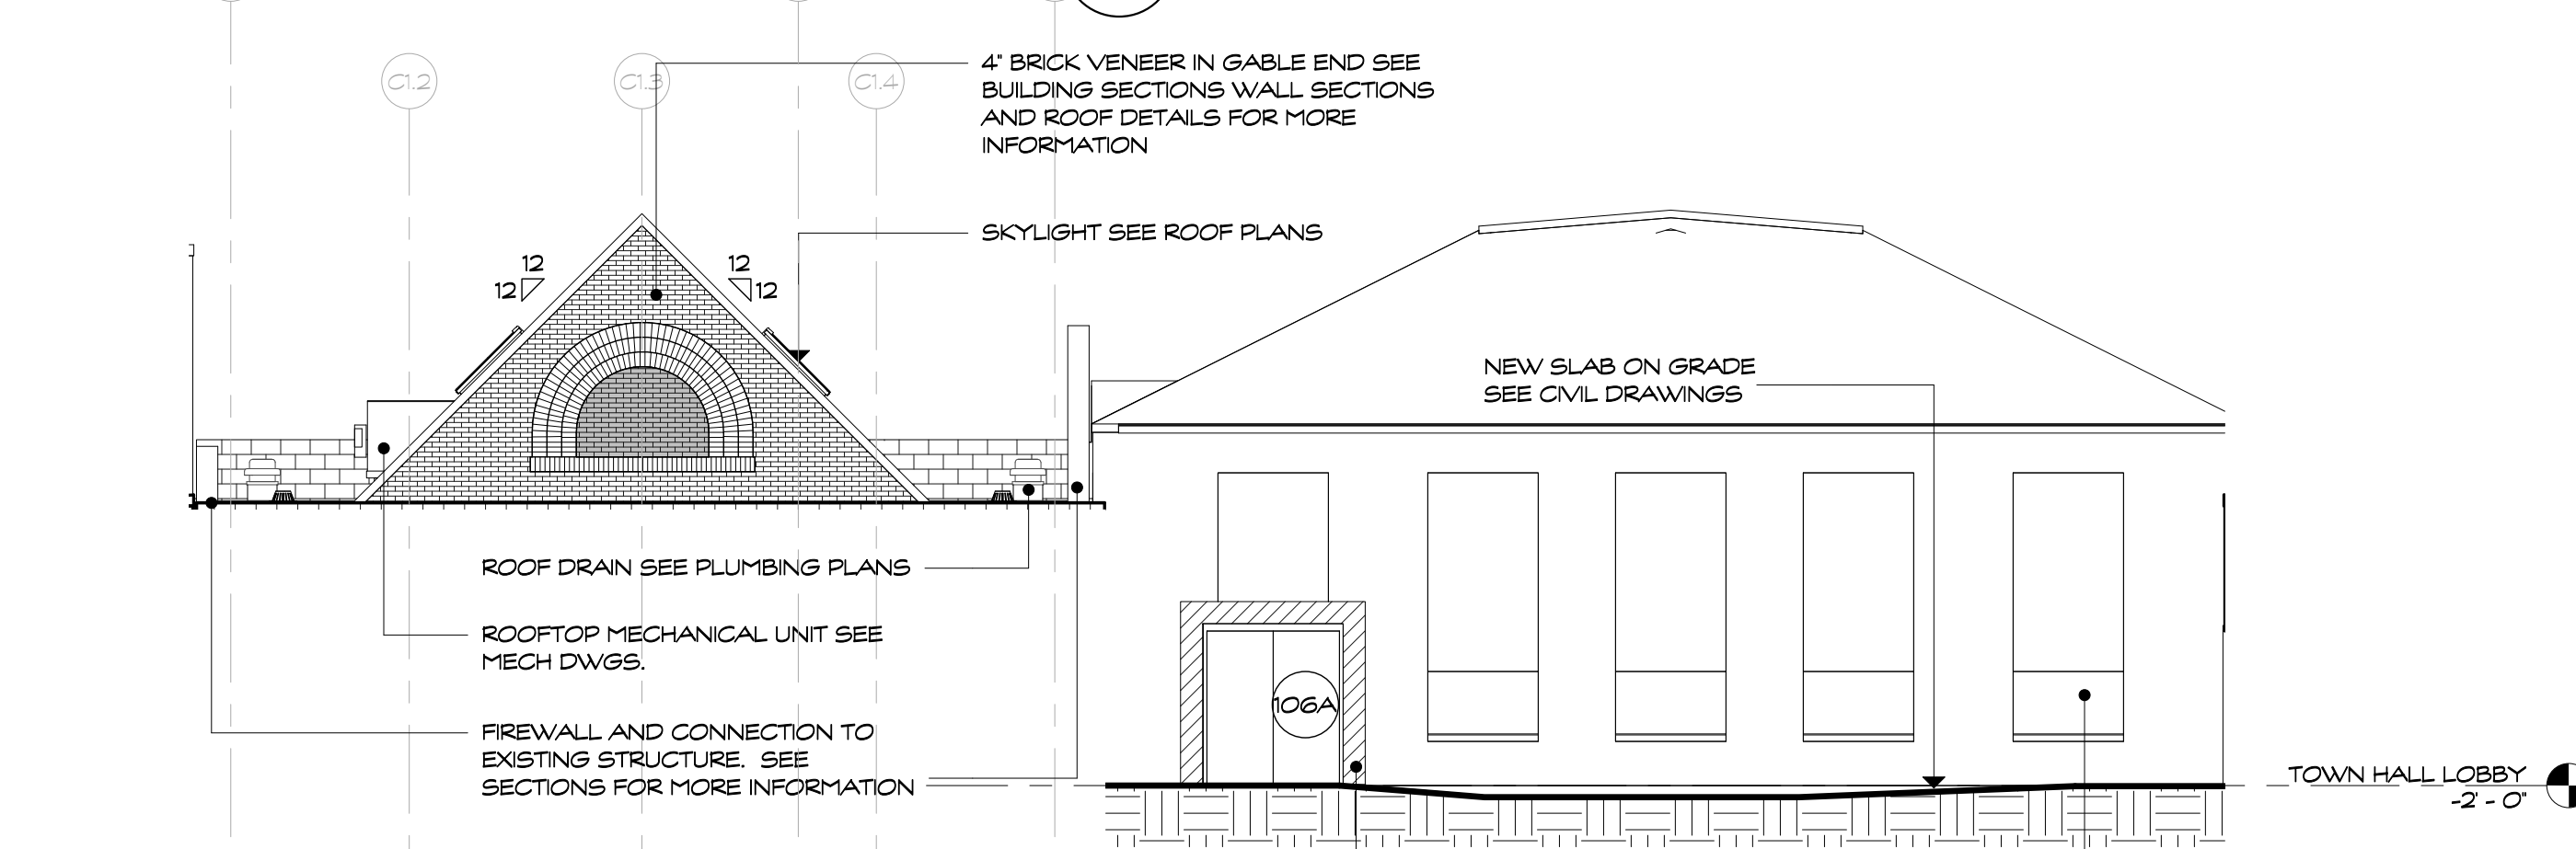 C1.2
C1.3
C1.4
4" BRICK VENEER IN GABLE END SEE
BUILDING SECTIONS WALL SECTIONS
AND ROOF DETAILS FOR MORE
INFORMATION
SKYLIGHT SEE ROOF PLANS
12
12
12
12
NEW SLAB ON GRADE
SEE CIVIL DRAWINGS
ROOF DRAIN SEE PLUMBING PLANS
ROOFTOP MECHANICAL UNIT SEE
MECH DWGS.
106A
FIREWALL AND CONNECTION TO
EXISTING STRUCTURE.  SEE
SECTIONS FOR MORE INFORMATION
TOWN HALL LOBBY
-2' - 0"